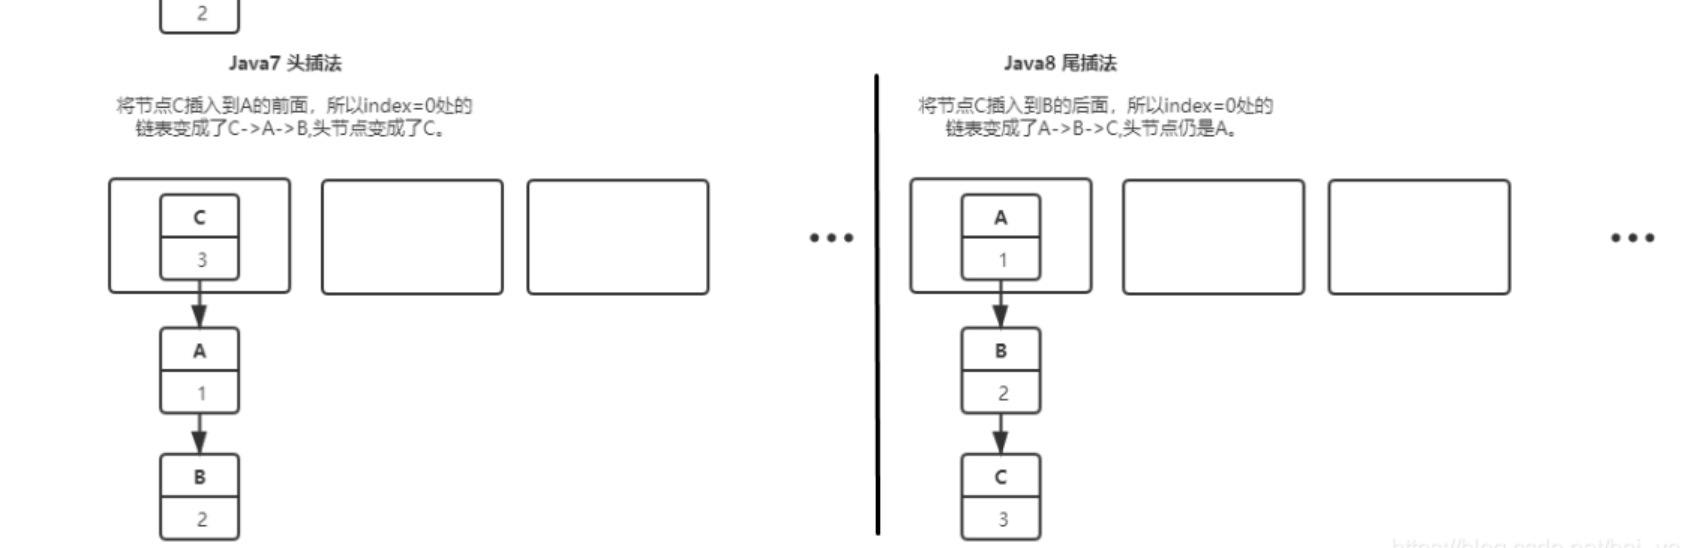 2
Java7 头插法
将节点C插入到A的前面，所以index=0处的
链表变成了C->A->B,头节点变成了C。
C
3
A
1
B
2
Java8 尾插法
将节点C插入到B的后面，所以index=0处的
链表变成了A->B->C,头节点仍是A。
A
1
B
2
C
3